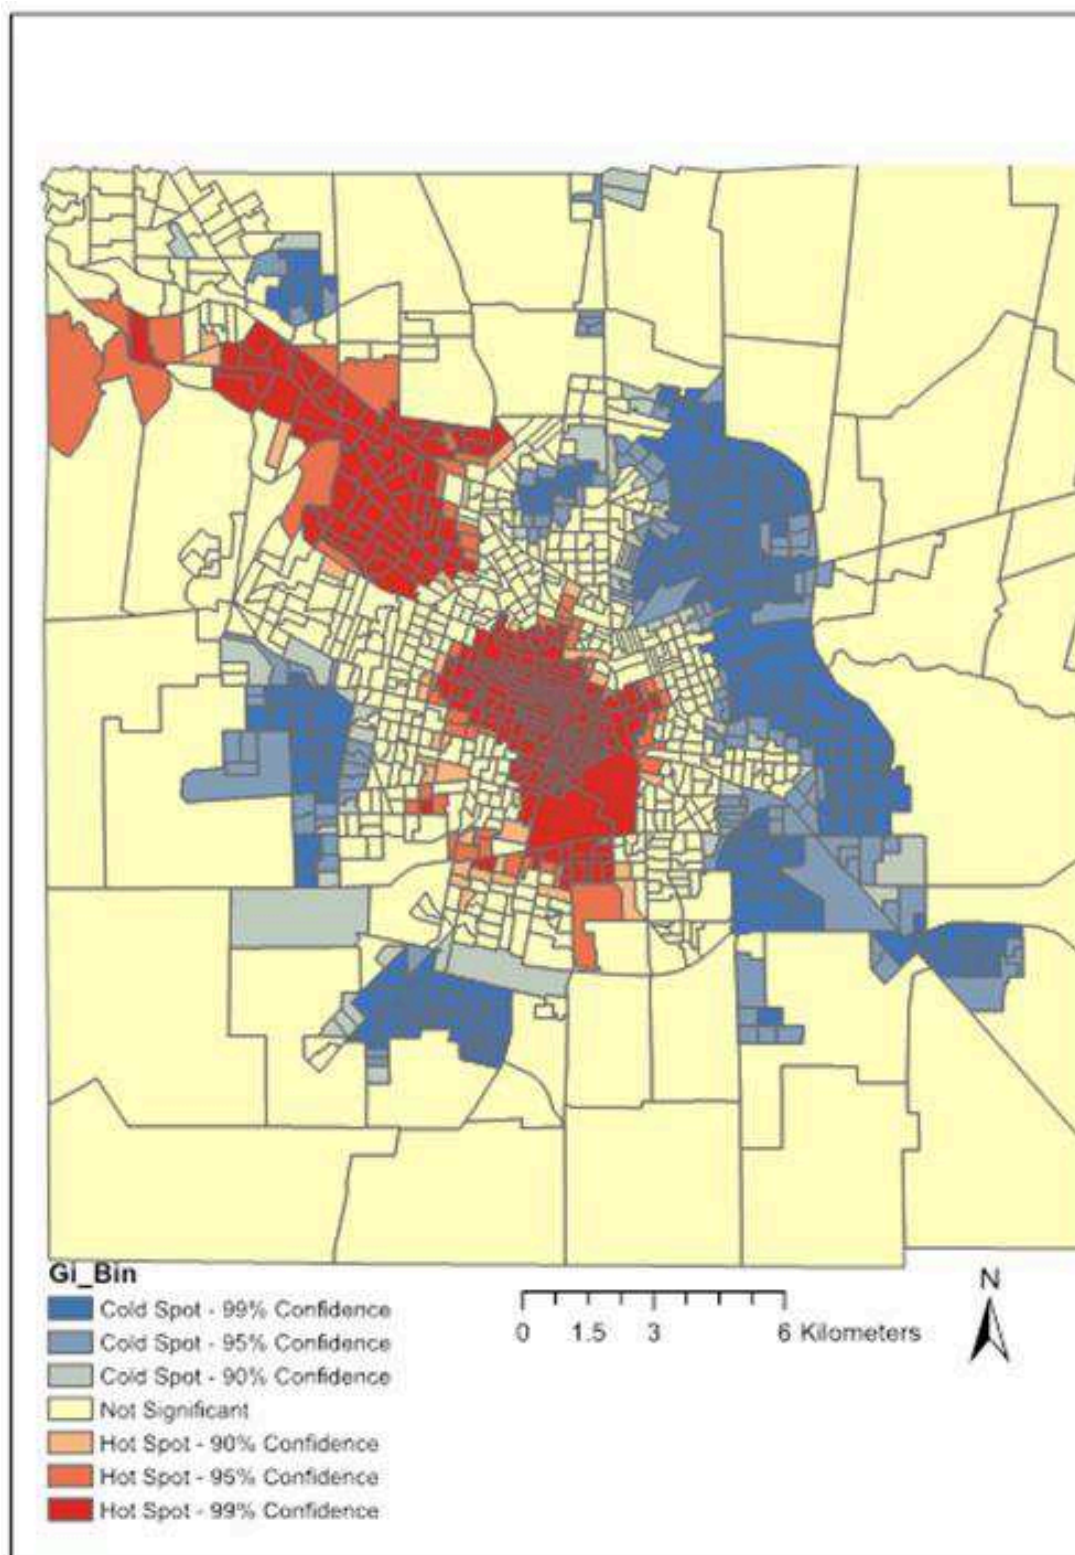 Gi_Bin
Cold Spot - 99% Confidence
Cold Spot - 95% Confidence
Cold Spot - 90% Confidence
Not Significant
Hot Spot - 90% Confidence
Hot Spot - 95% Confidence
Hot Spot - 99% Confidence
0 1.5 3 6 Kilometers
N